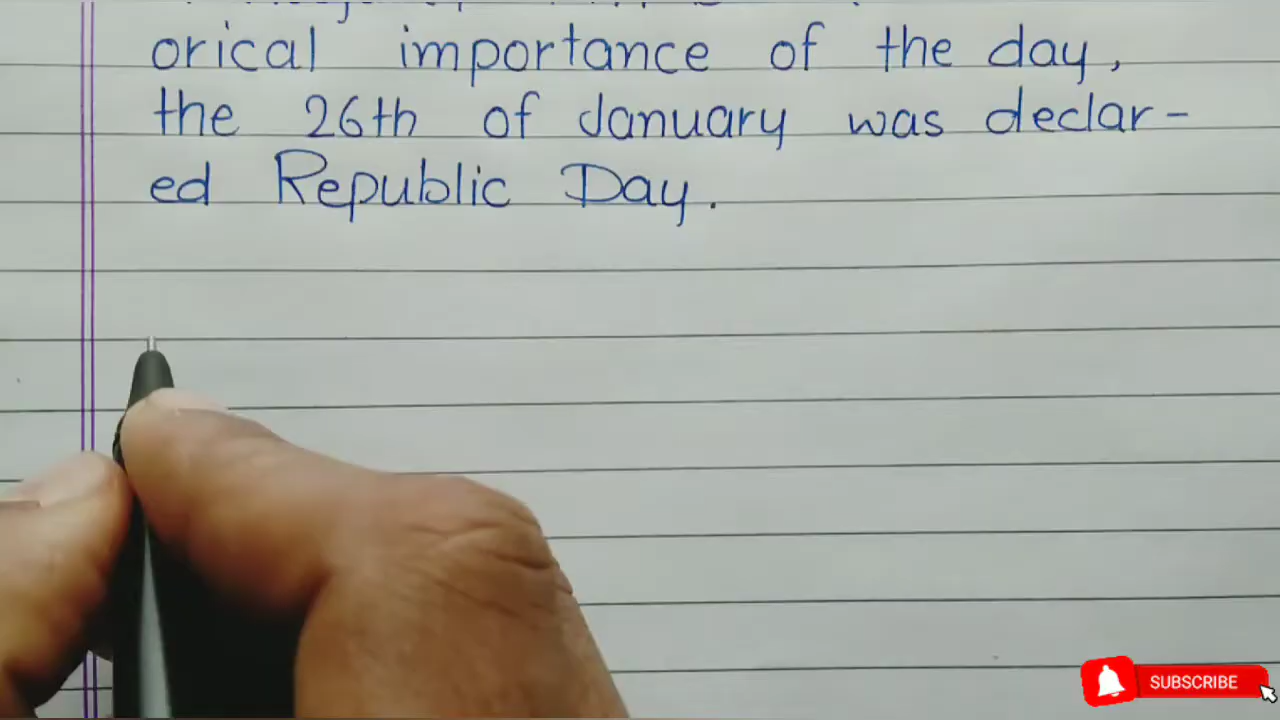 orical importance of the day,
the 26th of January was declar-
ed Republic Day.
SUBSCRIBE